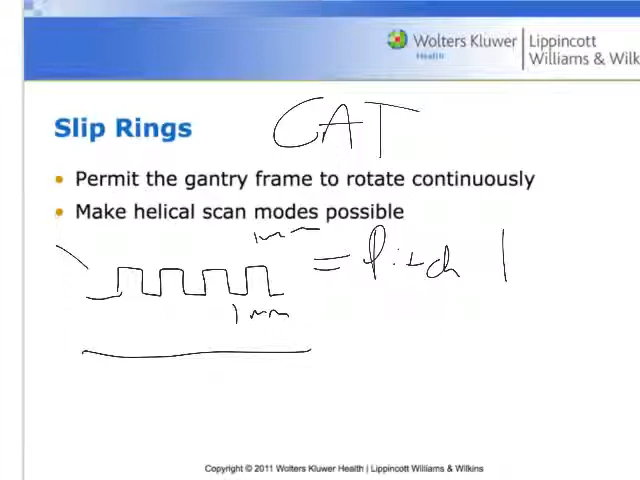 Wolters Kluwer
Health
Lippincott
Williams & Wilk
Slip Rings
CAT
• Permit the gantry frame to rotate continuously
• Make helical scan modes possible
1mm
= Pitch 1
1mm
Copyright © 2011 Wolters Kluwer Health | Lippincott Williams & Wilkins